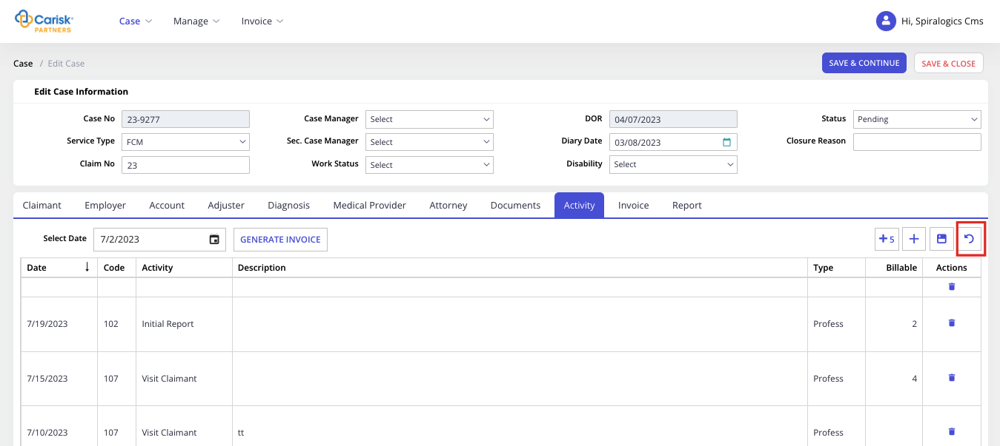 Carisk
PARTNERS
Case
Manage
Invoice
Hi, Spiralogics Cms
Case / Edit Case
SAVE & CONTINUE
SAVE & CLOSE
Edit Case Information
Case No 23-9277 Case Manager Select DOR 04/07/2023 Status Pending
Service Type FCM Sec. Case Manager Select Diary Date 03/08/2023 Closure Reason
Claim No 23 Work Status Select Disability Select
Claimant Employer Account Adjuster Diagnosis Medical Provider Attorney Documents Activity Invoice Report
Select Date 7/2/2023 GENERATE INVOICE + 5 +
Date ↓ Code Activity Description Type Billable Actions
7/19/2023 102 Initial Report Profess 2
7/15/2023 107 Visit Claimant Profess 4
7/10/2023 107 Visit Claimant tt Profess